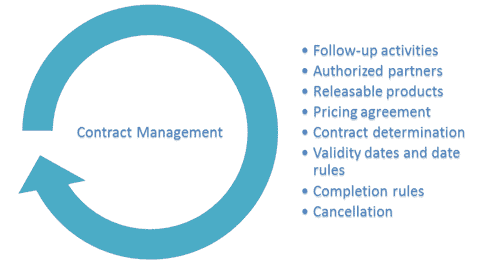 Contract Management
• Follow-up activities
• Authorized partners
• Releasable products
• Pricing agreement
• Contract determination
• Validity dates and date
rules
• Completion rules
• Cancellation